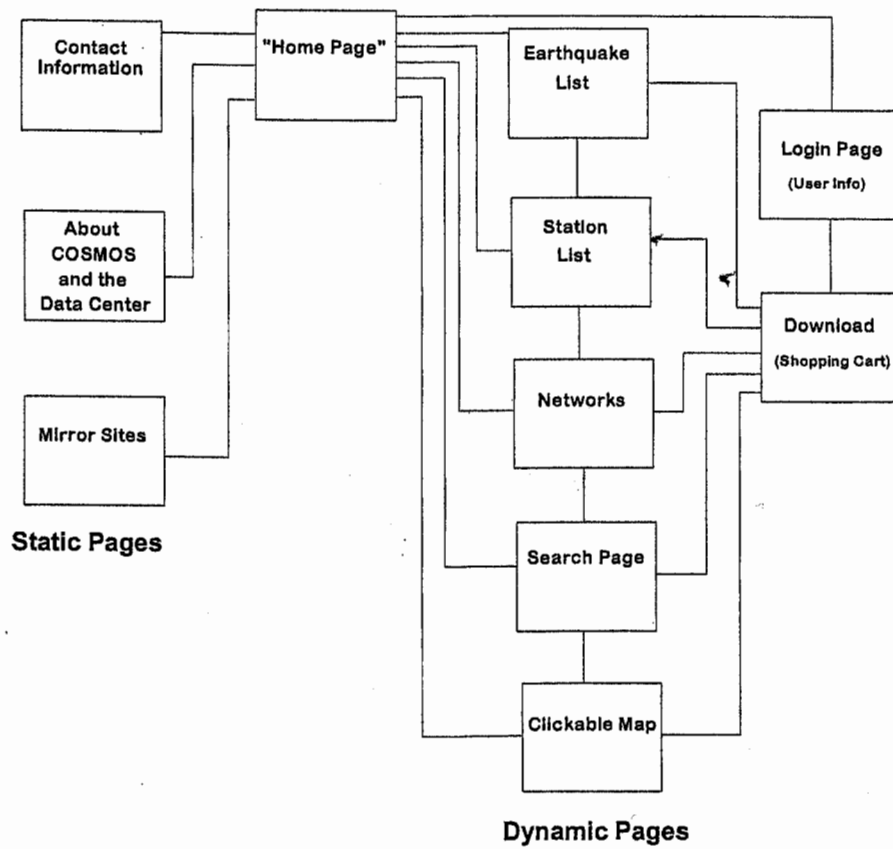 Contact
Information
"Home Page"
Earthquake
List
Login Page
(User Info)
About
COSMOS
and the
Data Center
Station
List
Download
(Shopping Cart)
Mirror Sites
Networks
Static Pages
Search Page
Clickable Map
Dynamic Pages